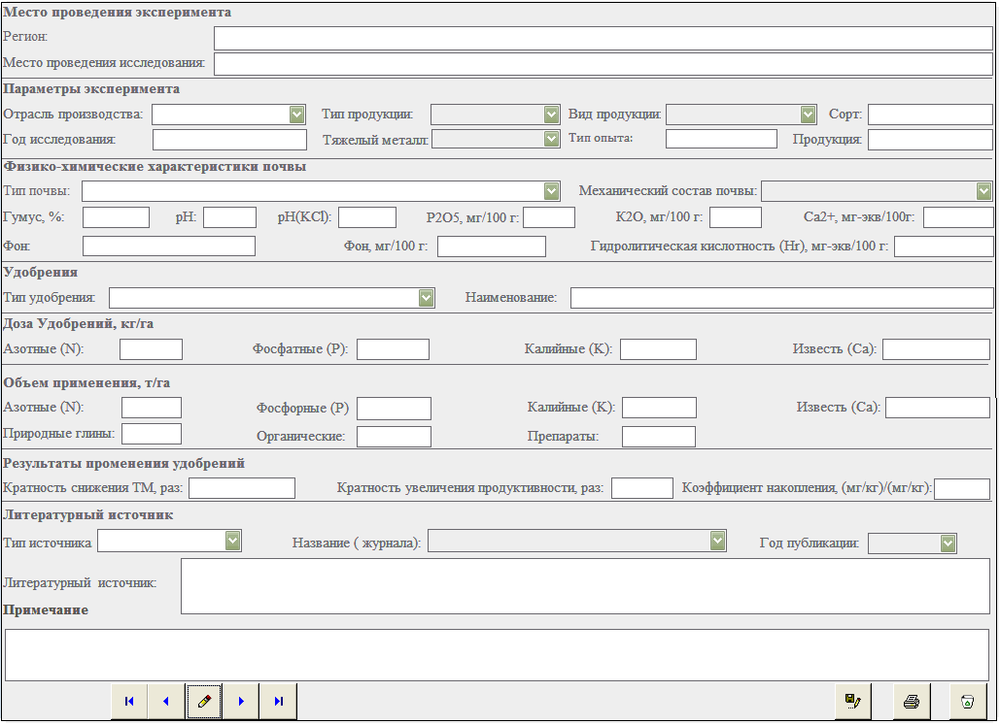 Место проведения эксперимента
Регион:
Место проведения исследования:
Параметры эксперимента
Отрасль производства: Тип продукции: Вид продукции: Сорт:
Год исследования: Тяжелый металл: Тип опыта: Продукция:
Физико-химические характеристики почвы
Тип почвы: Механический состав почвы:
Гумус, %: pH: pH(KCl): P2O5, мг/100 г: K2O, мг/100 г: Ca2+, мг-экв/100г:
Фон: Фон, мг/100 г: Гидролитическая кислотность (Hr), мг-экв/100 г:
Удобрения
Тип удобрения: Наименование:
Доза Удобрений, кг/га
Азотные (N): Фосфатные (P): Калийные (K): Известь (Ca):
Объем применения, т/га
Азотные (N): Фосфорные (P) Калийные (K): Известь (Ca):
Природные глины: Органические: Препараты:
Результаты променения удобрений
Кратность снижения ТМ, раз: Кратность увеличения продуктивности, раз: Коэффициент накопления, (мг/кг)/(мг/кг):
Литературный источник
Тип источника Название ( журнала): Год публикации:
Литературный источник:
Примечание